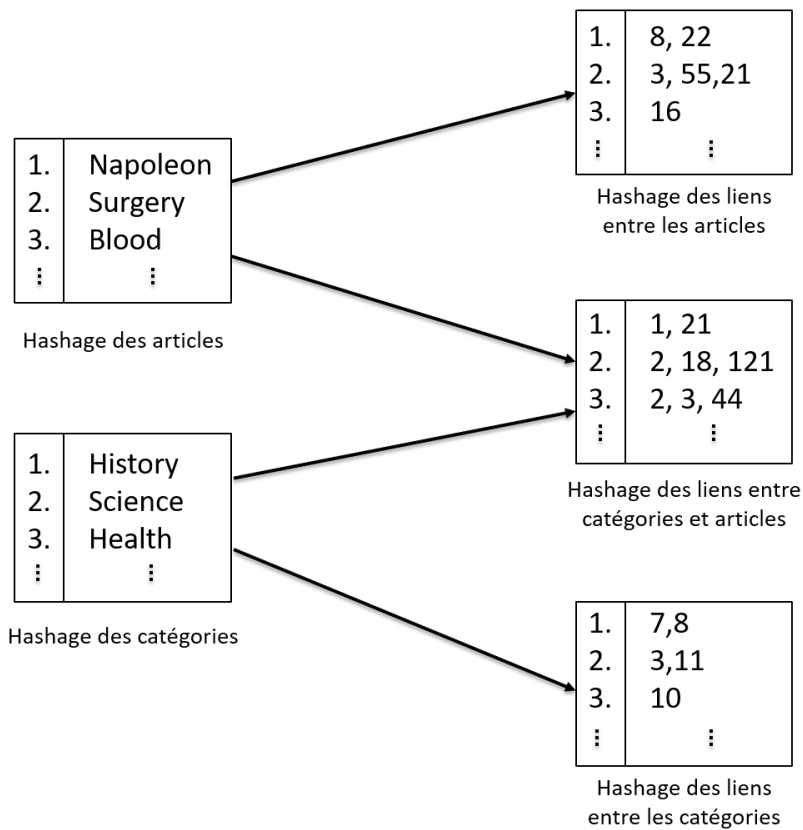 1. Napoleon
2. Surgery
3. Blood
⋮ ⋮
Hashage des articles
1. History
2. Science
3. Health
⋮ ⋮
Hashage des catégories
1. 8, 22
2. 3, 55,21
3. 16
⋮ ⋮
Hashage des liens
entre les articles
1. 1, 21
2. 2, 18, 121
3. 2, 3, 44
⋮ ⋮
Hashage des liens entre
catégories et articles
1. 7,8
2. 3,11
3. 10
⋮ ⋮
Hashage des liens
entre les catégories